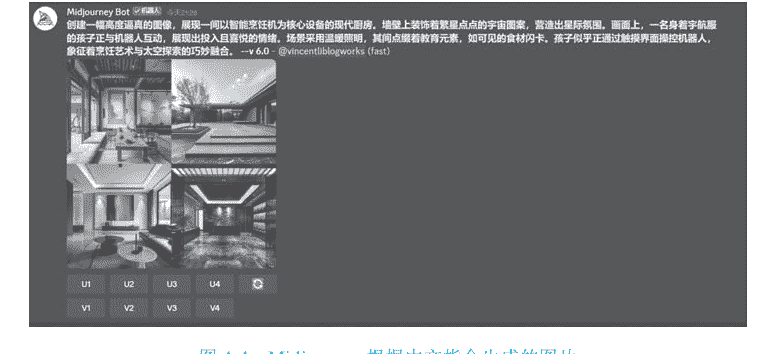 Midjourney Bot ✓机器人 今天21:28
创建一幅高度逼真的图像，展现一间以智能烹饪机为核心设备的现代厨房。墙壁上装饰着繁星点点的宇宙图案，营造出星际氛围。画面上，一名身着宇航服
的孩子正与机器人互动，展现出投入且喜悦的情绪。场景采用温暖照明，其间点缀着教育元素，如可见的食材闪卡。孩子似乎正通过触摸界面操控机器人，
象征着烹饪艺术与太空探索的巧妙融合。 --v 6.0 - @vincentliblogworks (fast)
U1 U2 U3 U4
V1 V2 V3 V4